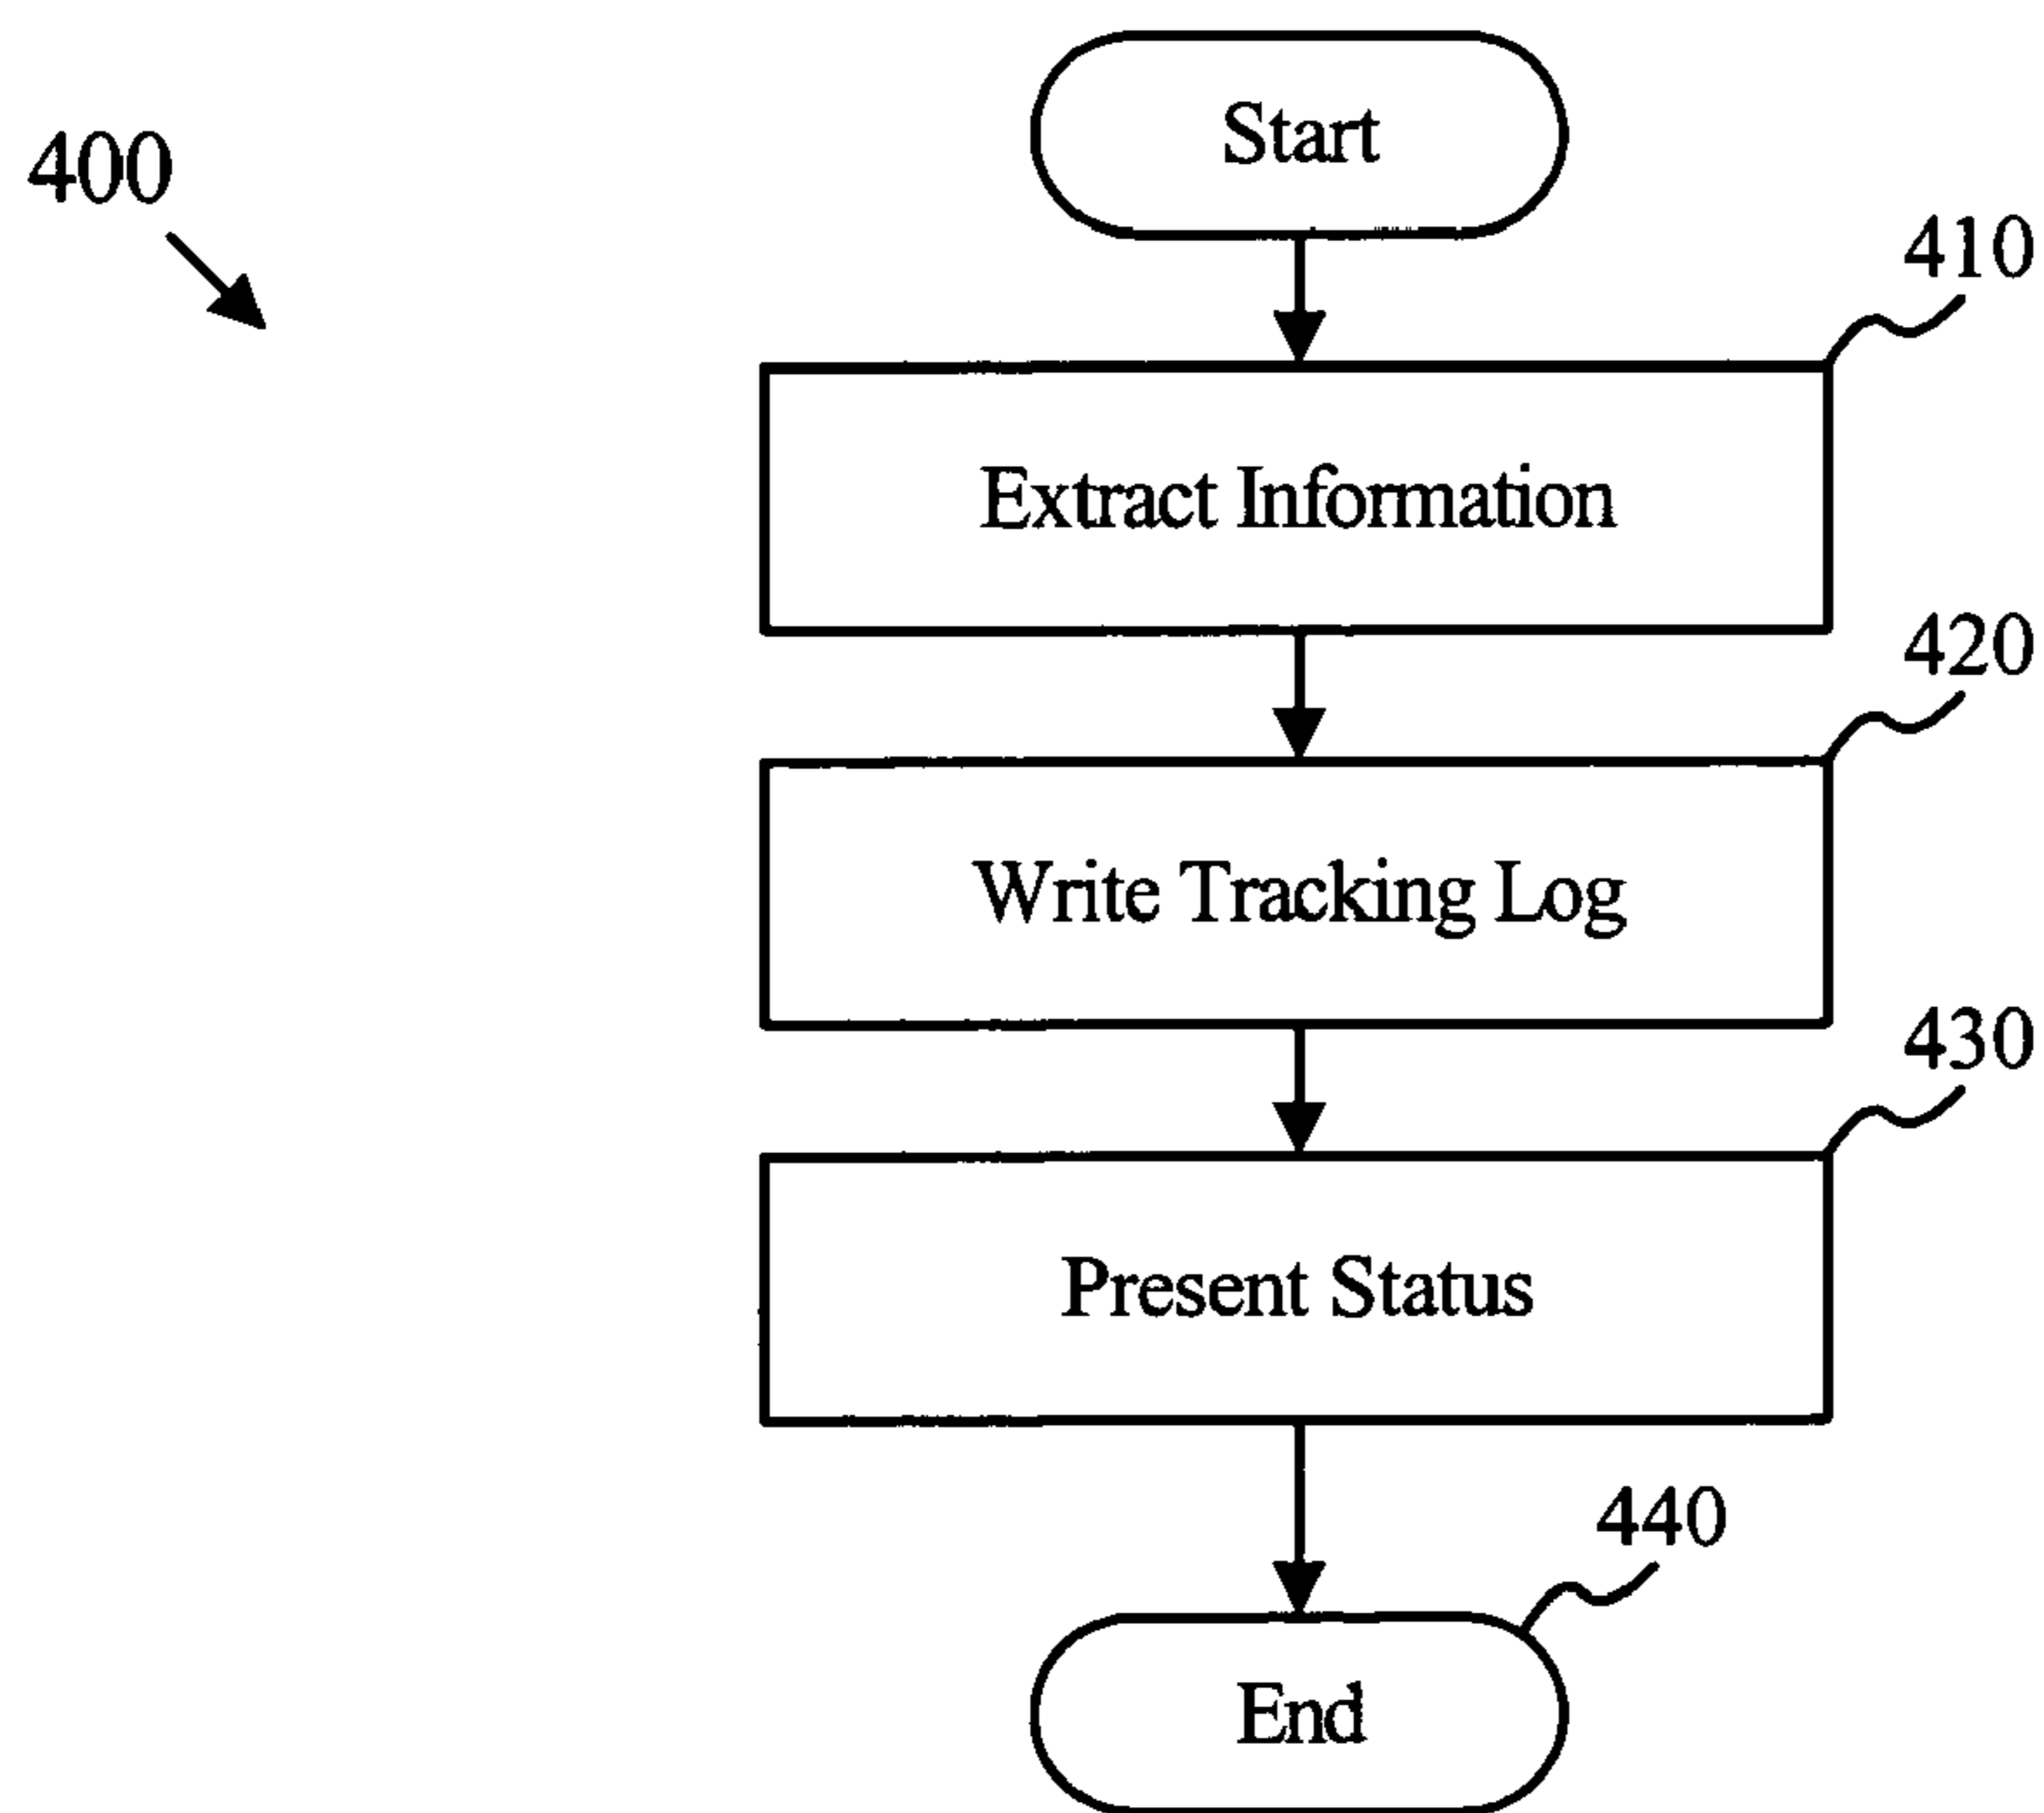 Start
400
410
Extract Information
420
Write Tracking Log
430
Present Status
440
End